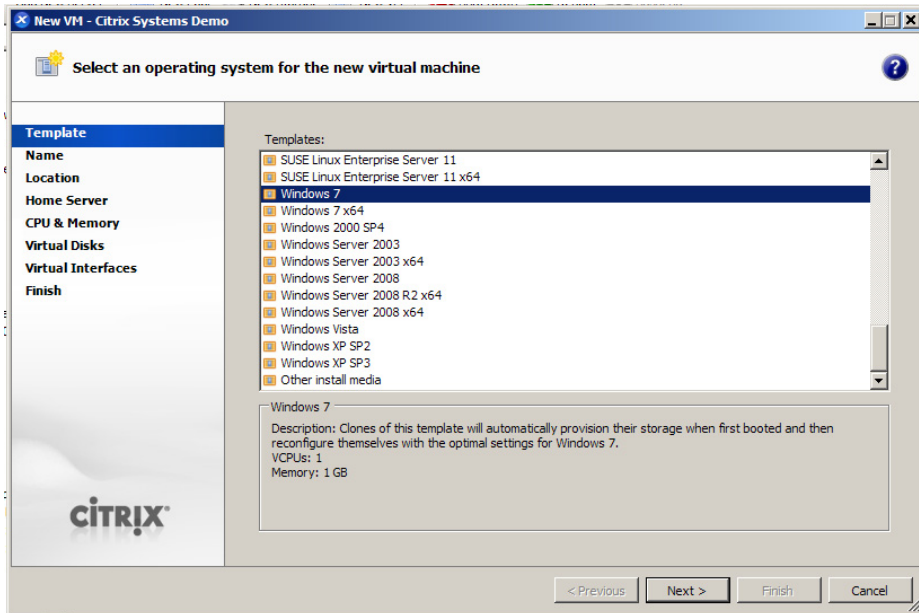 New VM - Citrix Systems Demo
Select an operating system for the new virtual machine
Template
Name
Location
Home Server
CPU & Memory
Virtual Disks
Virtual Interfaces
Finish
CITRIX
Templates:
SUSE Linux Enterprise Server 11
SUSE Linux Enterprise Server 11 x64
Windows 7
Windows 7 x64
Windows 2000 SP4
Windows Server 2003
Windows Server 2003 x64
Windows Server 2008
Windows Server 2008 R2 x64
Windows Server 2008 x64
Windows Vista
Windows XP SP2
Windows XP SP3
Other install media
Windows 7
Description: Clones of this template will automatically provision their storage when first booted and then
reconfigure themselves with the optimal settings for Windows 7.
VCPUs: 1
Memory: 1 GB
< Previous
Next >
Finish
Cancel